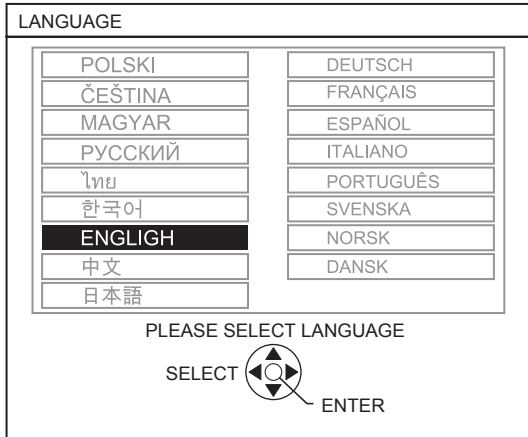 LANGUAGE
POLSKI
ČEŠTINA
MAGYAR
РУССКИЙ
ไทย
한국어
ENGLIGH
中文
日本語
DEUTSCH
FRANÇAIS
ESPAÑOL
ITALIANO
PORTUGUÊS
SVENSKA
NORSK
DANSK
PLEASE SELECT LANGUAGE
SELECT
ENTER